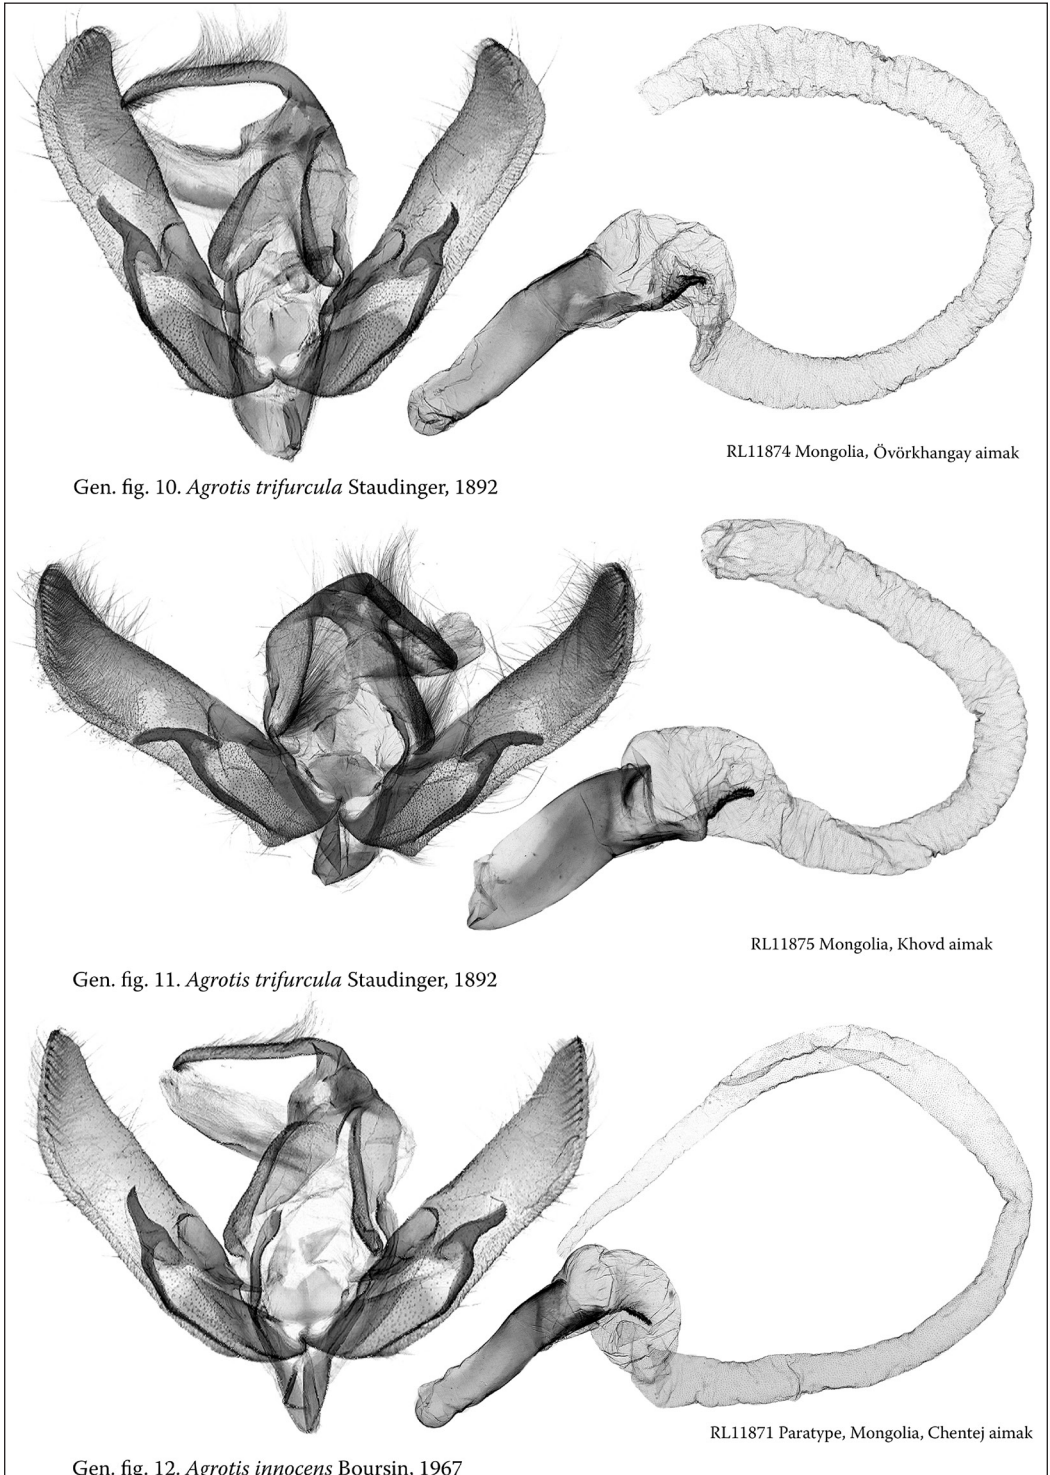 RL11874 Mongolia, Övörkhangay aimak
Gen. fig. 10. Agrotis trifurcula Staudinger, 1892
RL11875 Mongolia, Khovd aimak
Gen. fig. 11. Agrotis trifurcula Staudinger, 1892
RL11871 Paratype, Mongolia, Chentej aimak
Gen. fig. 12. Agrotis innocens Boursin, 1967